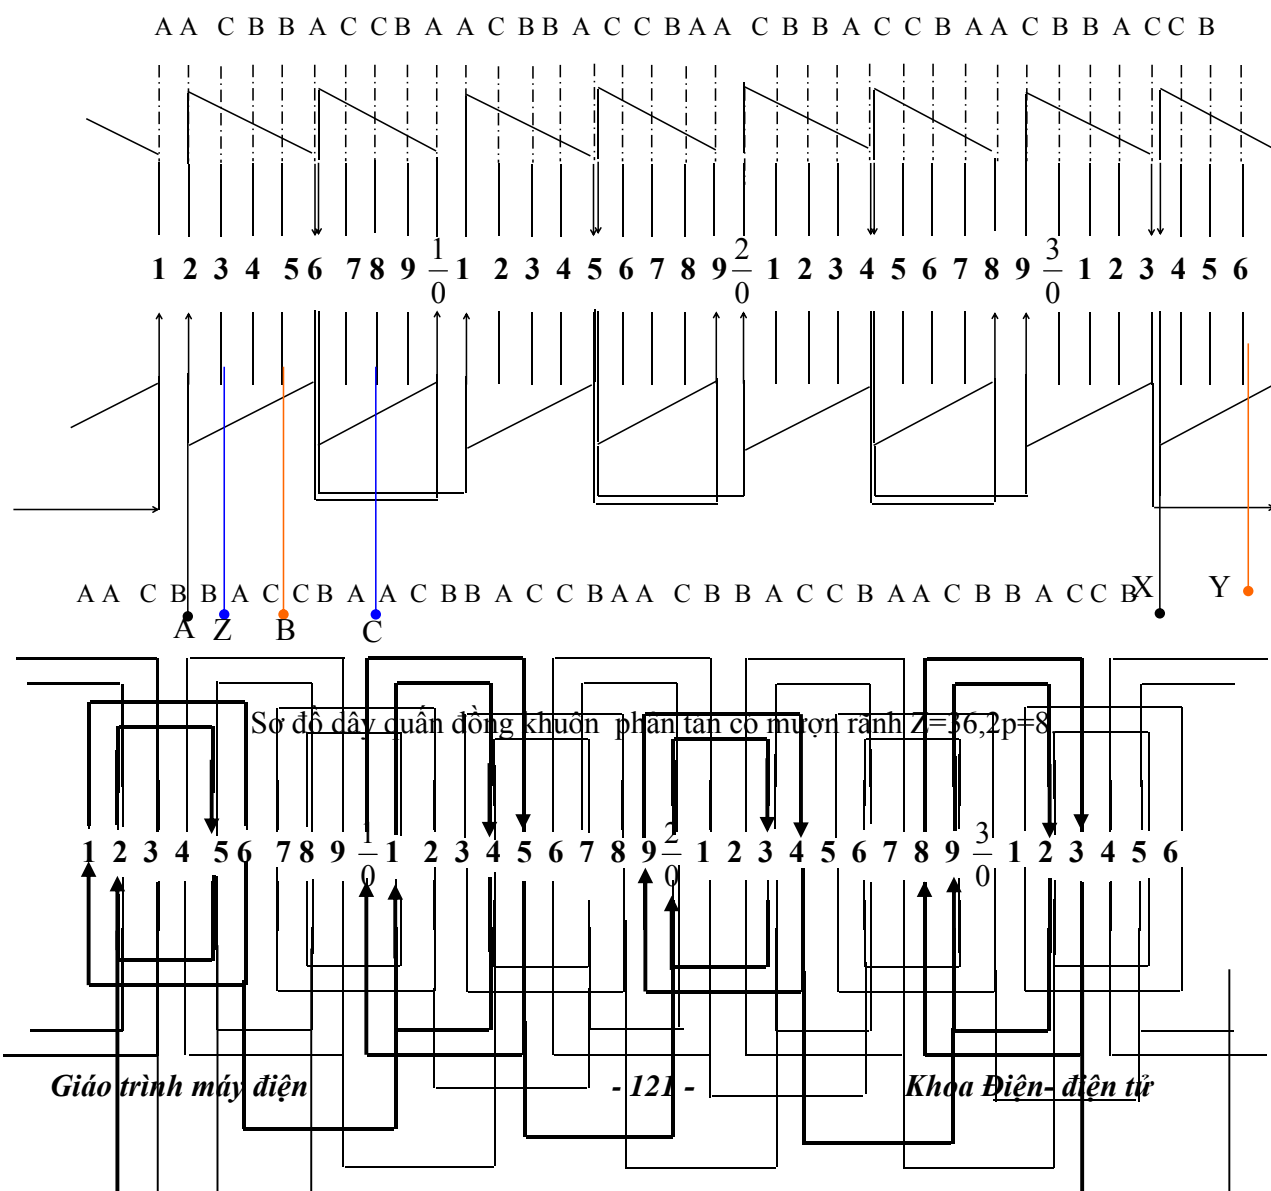 A A C B B A C C B A A C B B A C C B A A C B B A C C B A A C B B A C C B
1 2 3 4 5 6 7 8 9 1/0 1 2 3 4 5 6 7 8 9 2/0 1 2 3 4 5 6 7 8 9 3/0 1 2 3 4 5 6
A A C B B A C C B A A C B B A C C B A A C B B A C C B A A C B B A C C B X Y
A Z B C
Sơ đồ dây quấn đồng khuôn phân tán có mượn rãnh Z=36,2p=8
1 2 3 4 5 6 7 8 9 1/0 1 2 3 4 5 6 7 8 9 2/0 1 2 3 4 5 6 7 8 9 3/0 1 2 3 4 5 6
Giáo trình máy điện - 121 - Khoa Điện- điện tử